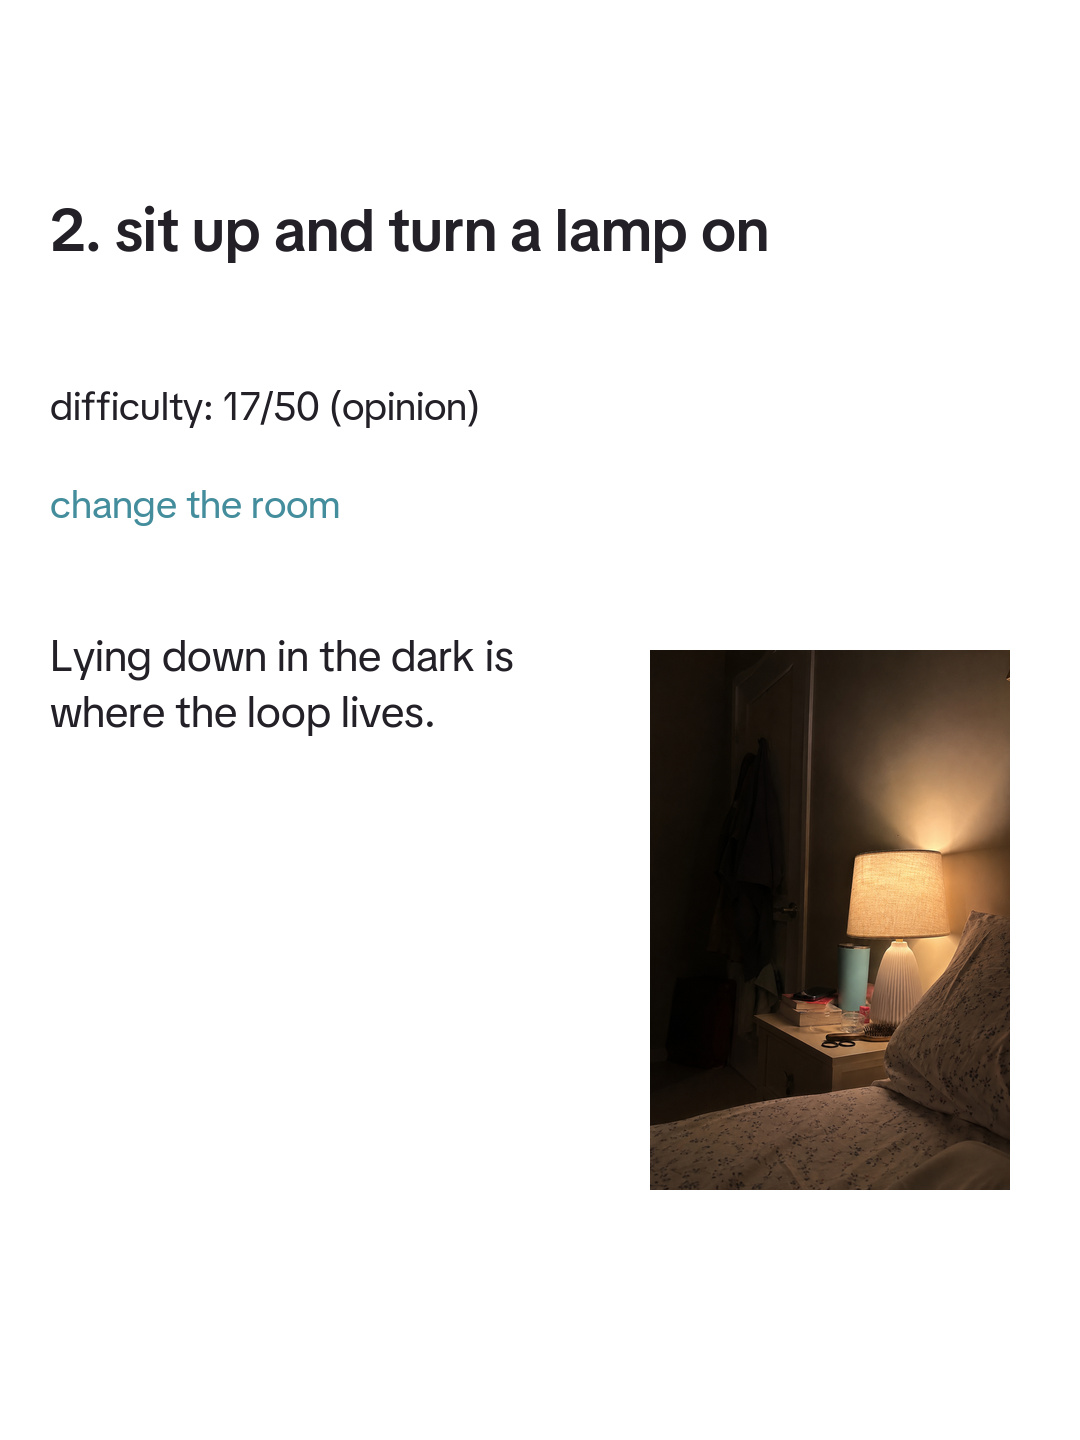 2. sit up and turn a lamp on
difficulty: 17/50 (opinion)
change the room
Lying down in the dark is
where the loop lives.